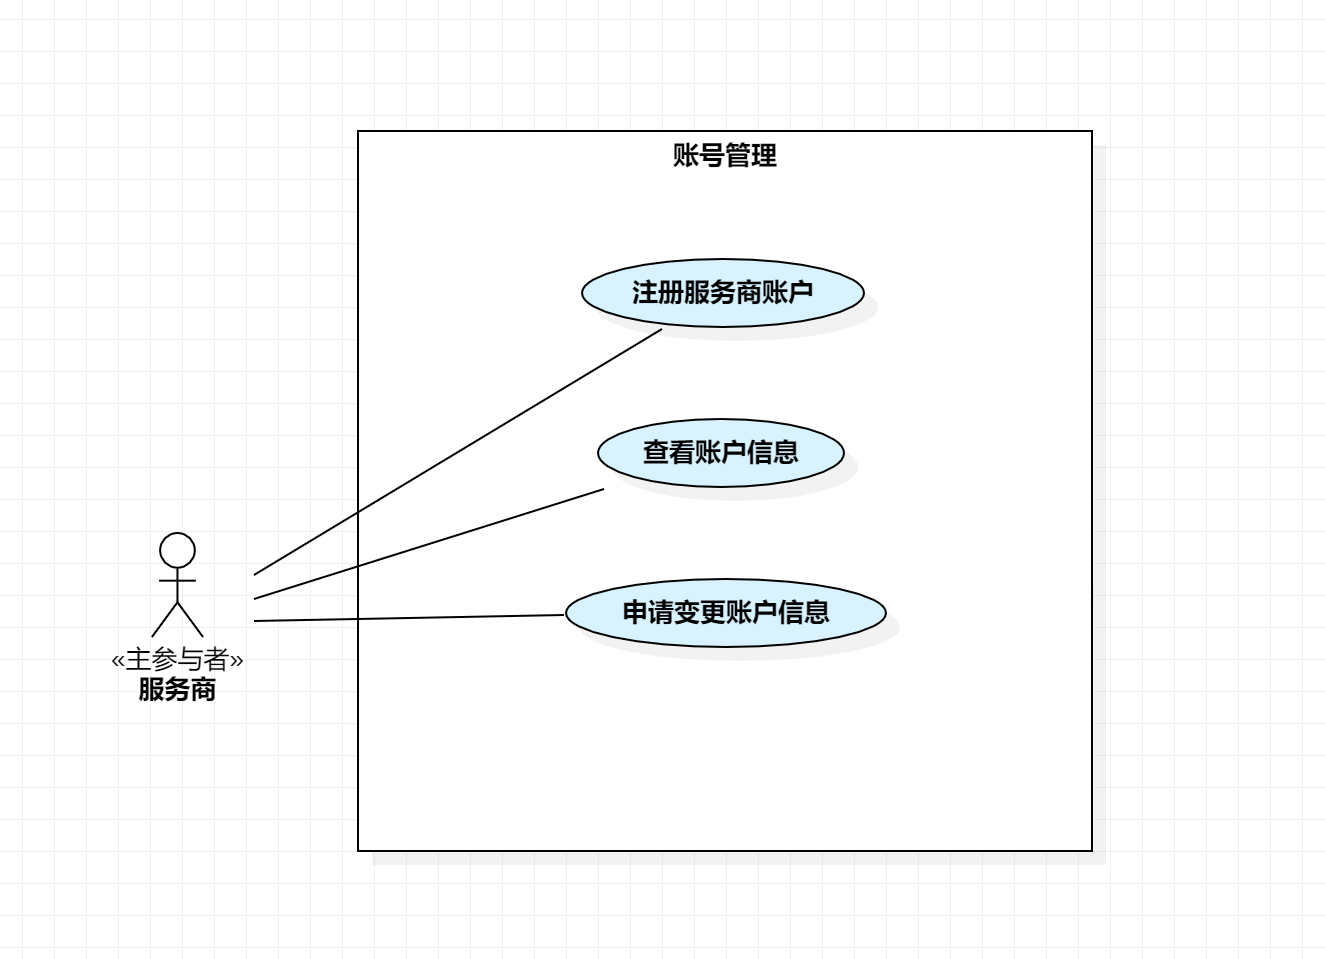 账号管理
注册服务商账户
查看账户信息
申请变更账户信息
«主参与者»
服务商